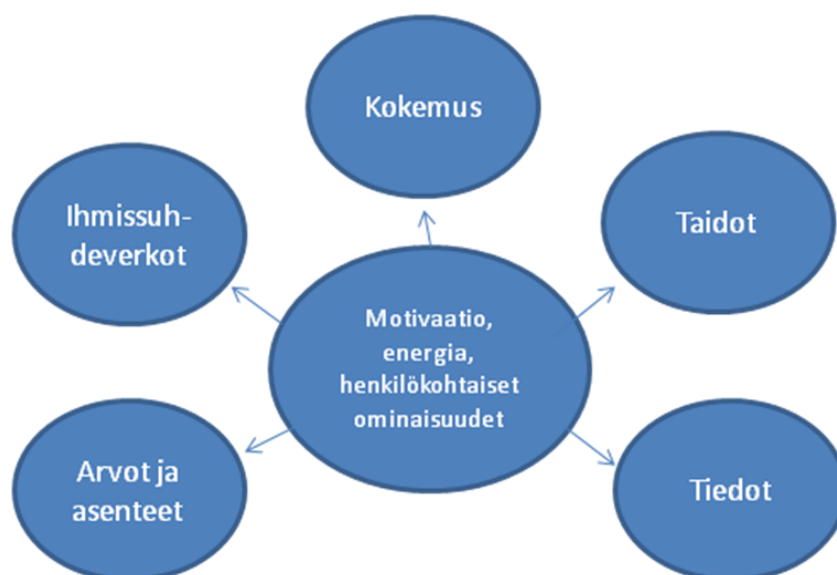 Kokemus
Ihmissuh-
deverkot
Taidot
Motivaatio,
energia,
henkilökohtaiset
ominaisuudet
Arvot ja
asenteet
Tiedot